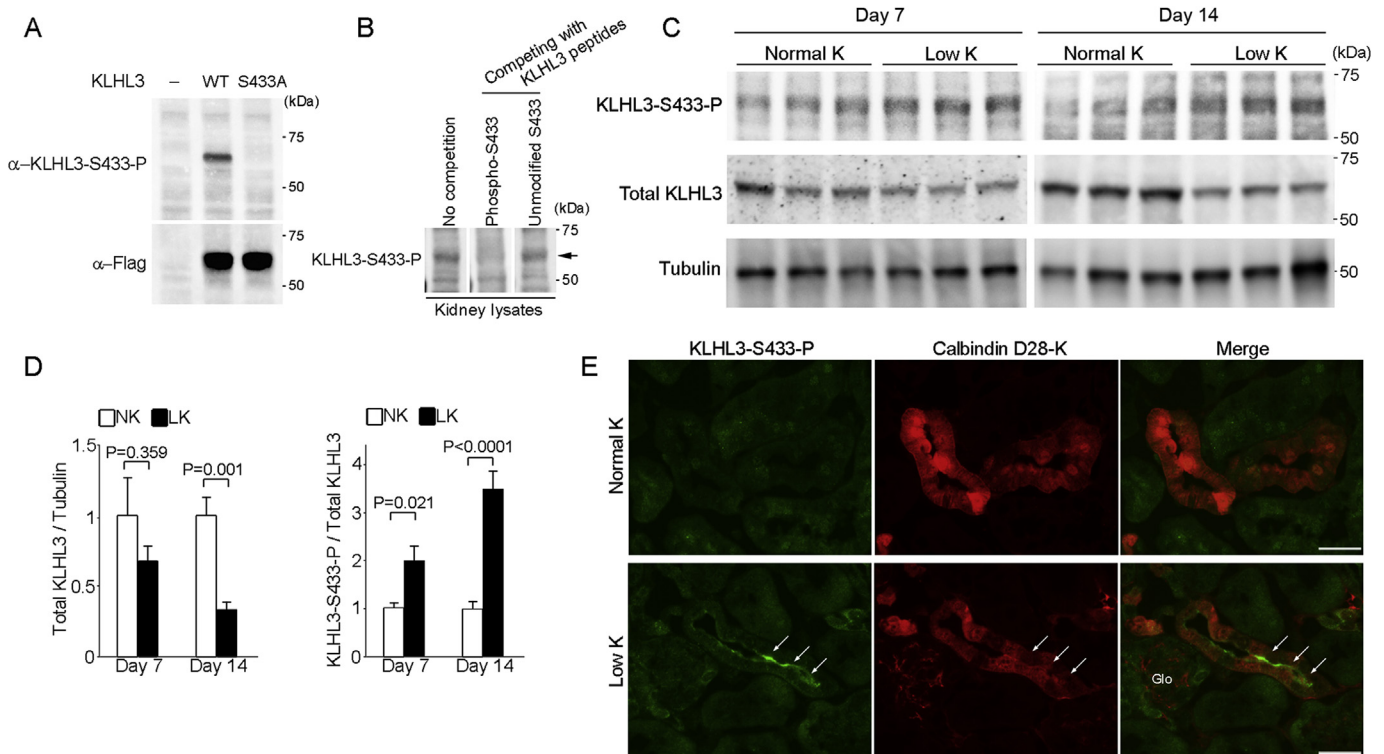 A
KLHL3 – WT S433A
(kDa)
α–KLHL3-S433-P
75
50
α–Flag
75
50
B
Competing with
KLHL3 peptides
No competition
Phospho-S433
Unmodified S433
(kDa)
75
KLHL3-S433-P
50
Kidney lysates
C
Day 7 Day 14
Normal K Low K Normal K Low K
(kDa)
75
KLHL3-S433-P
50
75
Total KLHL3
50
Tubulin
50
D
NK LK
Total KLHL3 / Tubulin
1.5
1
0.5
0
P=0.359
P=0.001
Day 7 Day 14
NK LK
KLHL3-S433-P / Total KLHL3
4
3
2
1
0
P=0.021
P<0.0001
Day 7 Day 14
E
KLHL3-S433-P Calbindin D28-K Merge
Normal K
Low K
Glo